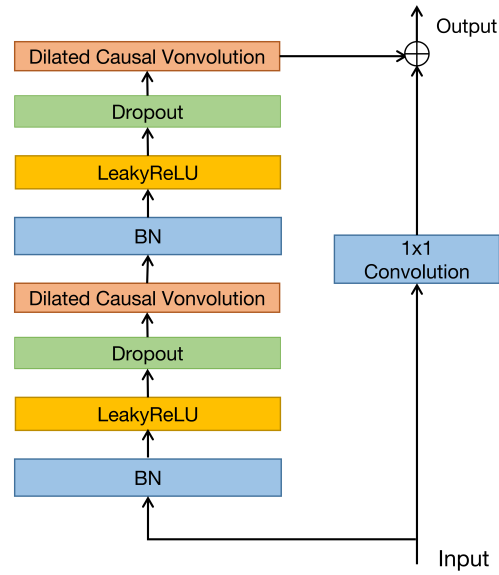 Output
Dilated Causal Vonvolution
Dropout
LeakyReLU
BN
1x1
Convolution
Dilated Causal Vonvolution
Dropout
LeakyReLU
BN
Input